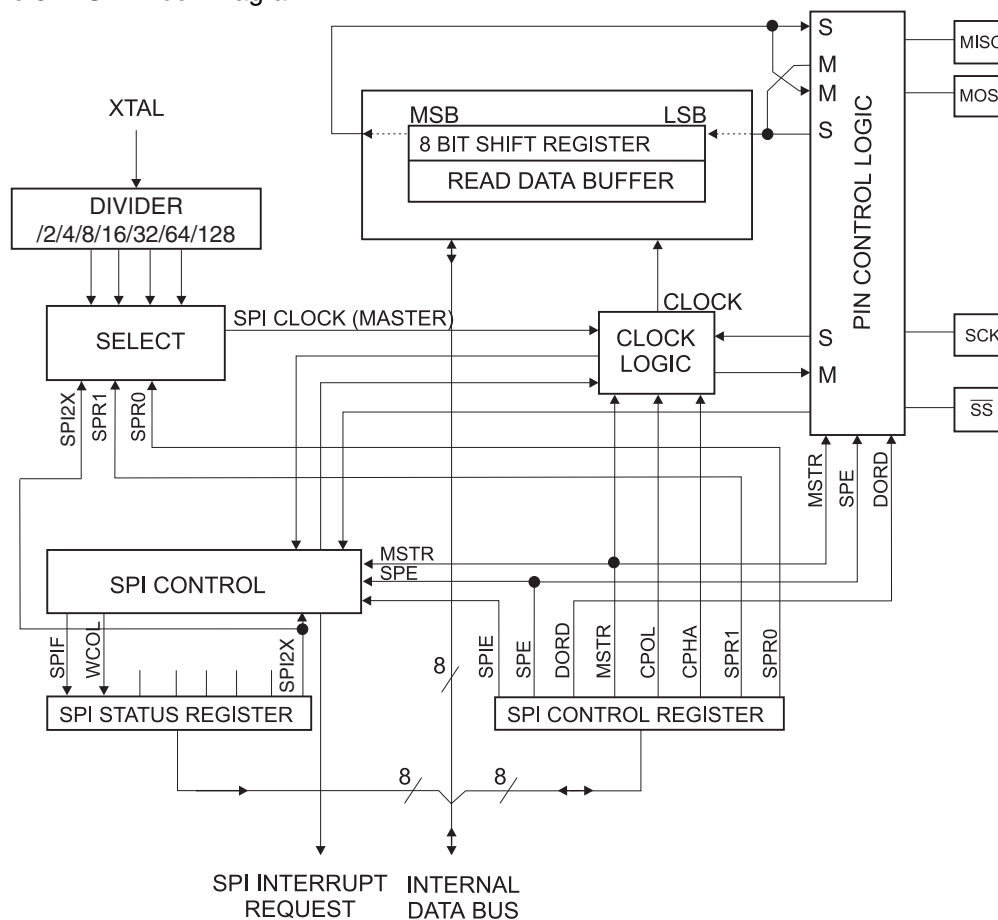 S
MISO
M
MOSI
M
MSB
LSB
S
XTAL
8 BIT SHIFT REGISTER
READ DATA BUFFER
DIVIDER
/2/4/8/16/32/64/128
PIN CONTROL LOGIC
CLOCK
SPI CLOCK (MASTER)
SELECT
CLOCK
LOGIC
S
SCK
M
SS
SPI2X
SPR1
SPR0
MSTR
SPE
DORD
MSTR
SPE
SPI CONTROL
SPIF
WCOL
SPI2X
8
SPIE
SPE
DORD
MSTR
CPOL
CPHA
SPR1
SPR0
SPI STATUS REGISTER
SPI CONTROL REGISTER
8
8
SPI INTERRUPT
REQUEST
INTERNAL
DATA BUS